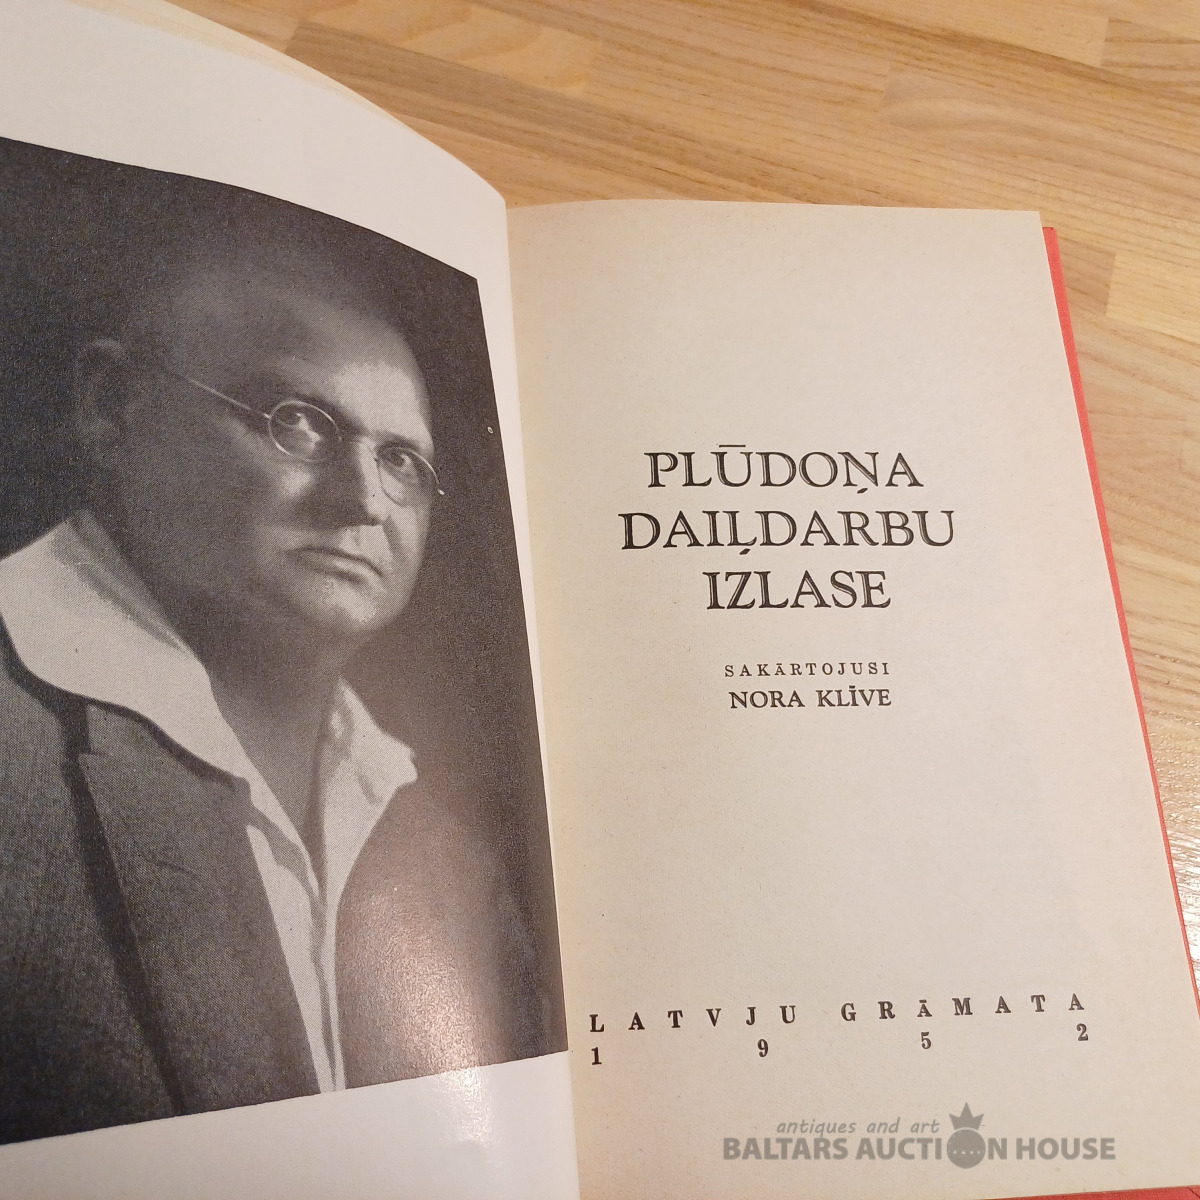 PLŪDOŅA
DAIĻDARBU
IZLASE
SAKĀRTOJUSI
NORA KLĪVE
LATVJU GRĀMATA
1952
antiques and art
BALTARS AUCTION HOUSE